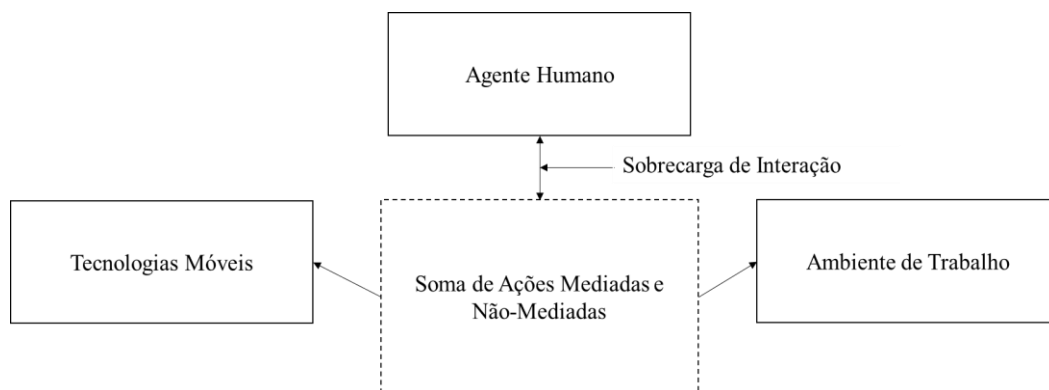 Agente Humano
Sobrecarga de Interação
Tecnologias Móveis
Soma de Ações Mediadas e
Não-Mediadas
Ambiente de Trabalho